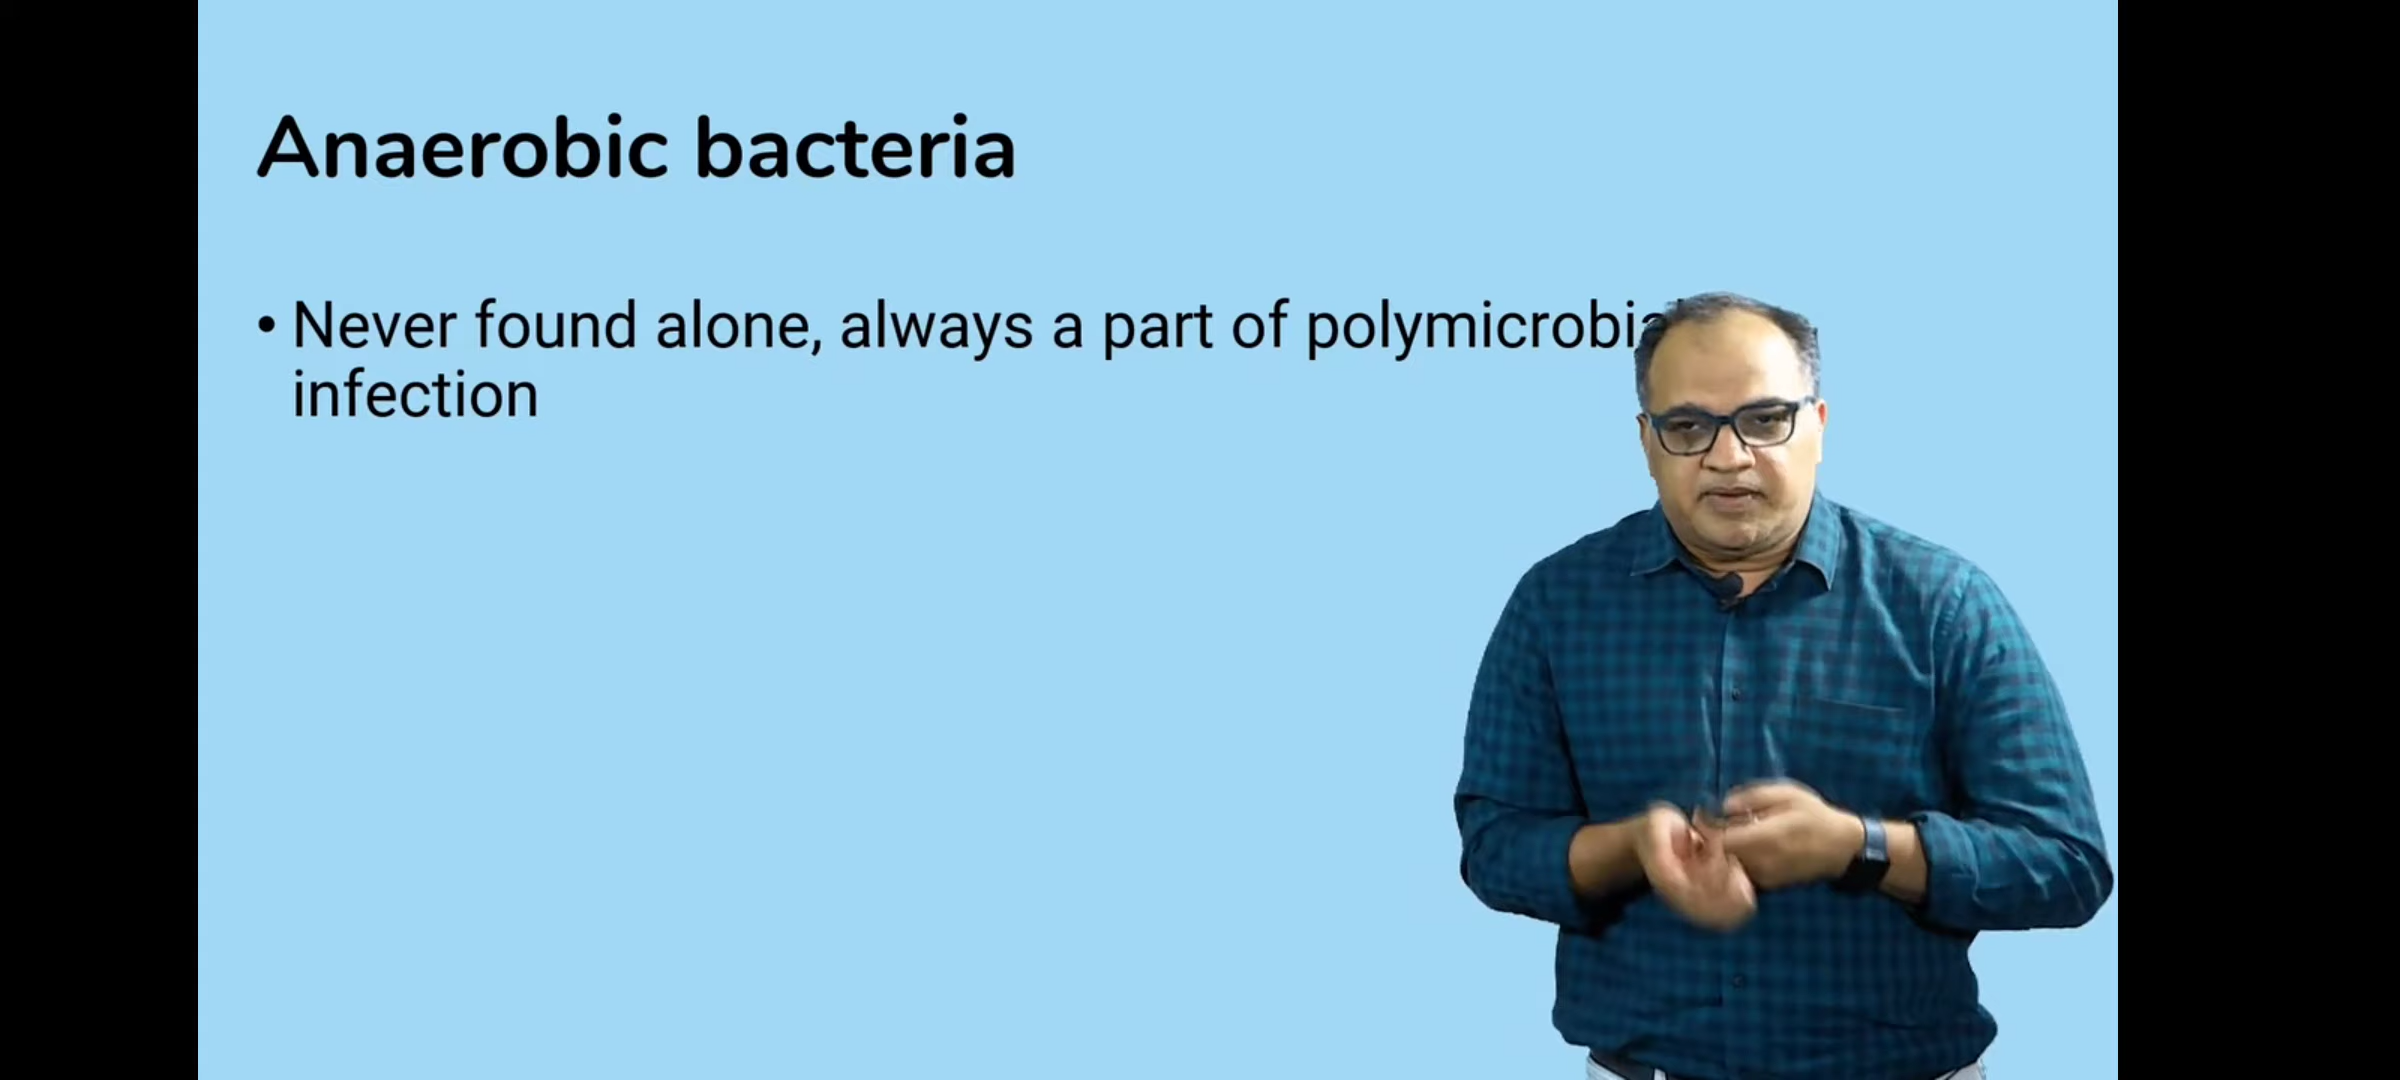 Anaerobic bacteria
• Never found alone, always a part of
infection